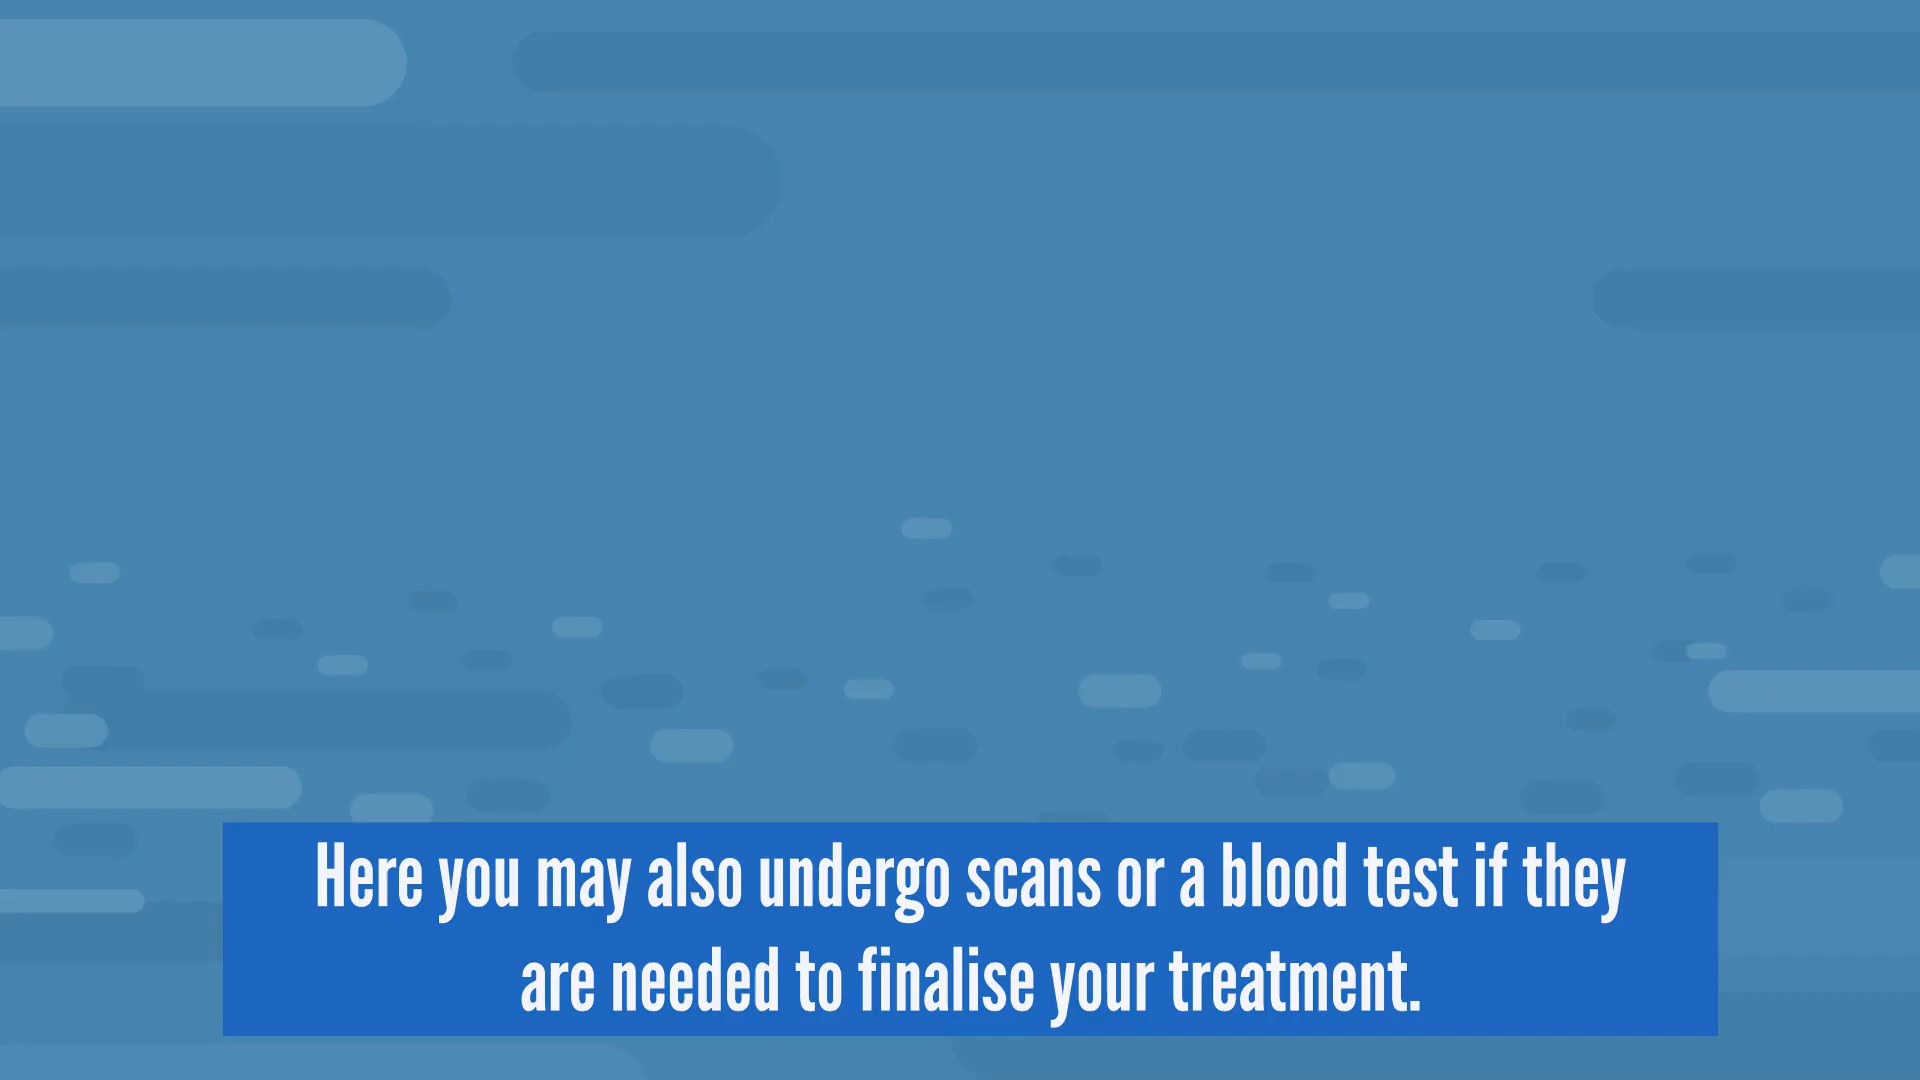 Here you may also undergo scans or a blood test if they
are needed to finalise your treatment.